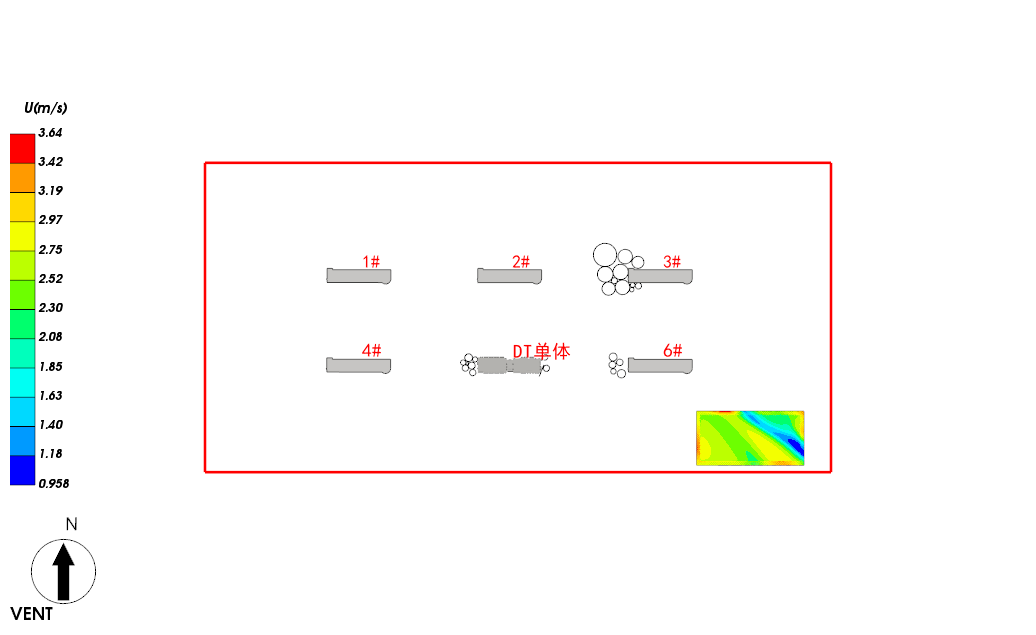 U(m/s)
3.64
3.42
3.19
2.97
2.75
2.52
2.30
2.08
1.85
1.63
1.40
1.18
0.958
1# 2# 3#
4# DT单体 6#
N
VENT